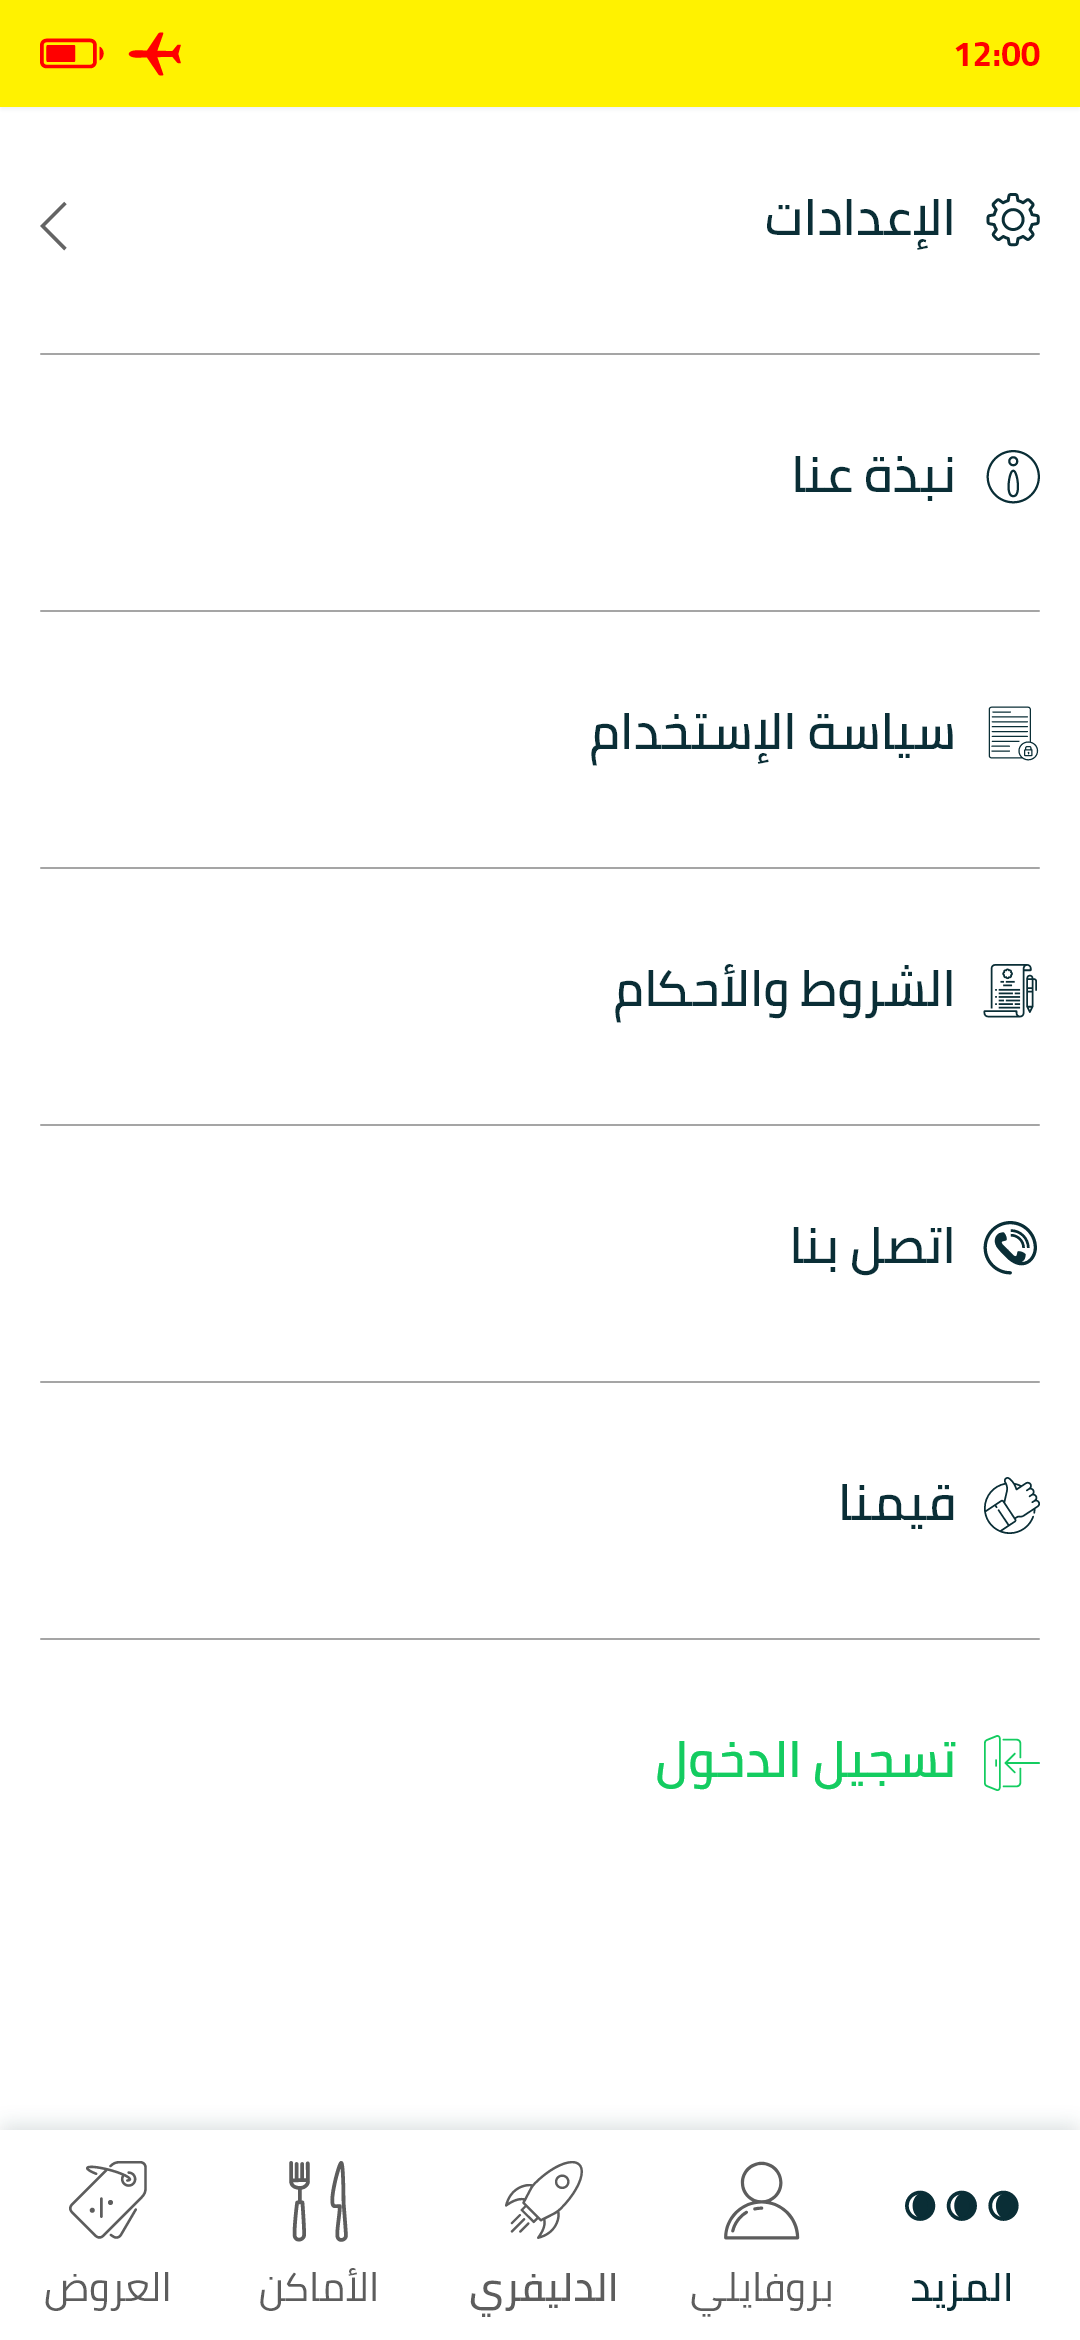 12:00
الإعدادات
نبذة عنا
سياسة الإستخدام
الشروط والأحكام
اتصل بنا
قيمنا
تسجيل الدخول
المزيد
بروفايلي
الدليفري
الأماكن
العروض